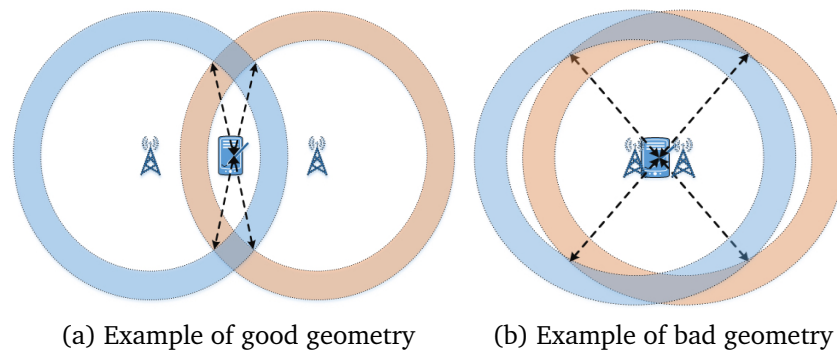 (a) Example of good geometry
(b) Example of bad geometry